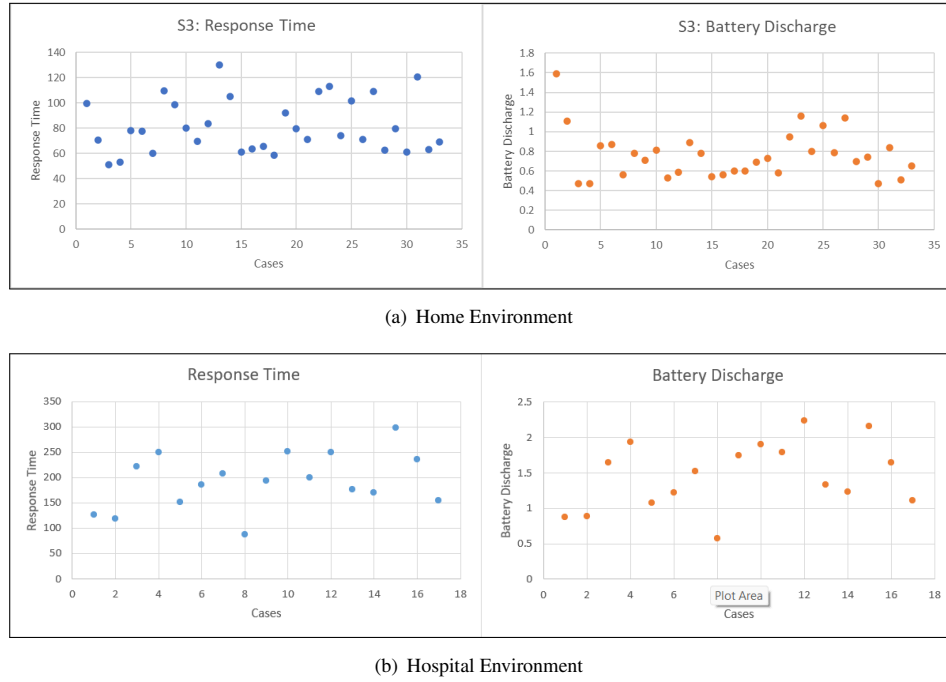 S3: Response Time
140
120
100
80
60
40
20
0
Response Time
0 5 10 15 20 25 30 35
Cases
S3: Battery Discharge
1.8
1.6
1.4
1.2
1
0.8
0.6
0.4
0.2
0
Battery Discharge
0 5 10 15 20 25 30 35
Cases
(a) Home Environment
Response Time
350
300
250
200
150
100
50
0
Response Time
0 2 4 6 8 10 12 14 16 18
Cases
Battery Discharge
2.5
2
1.5
1
0.5
0
Battery Discharge
0 2 4 6 12 14 16 18
Plot Area
Cases
(b) Hospital Environment